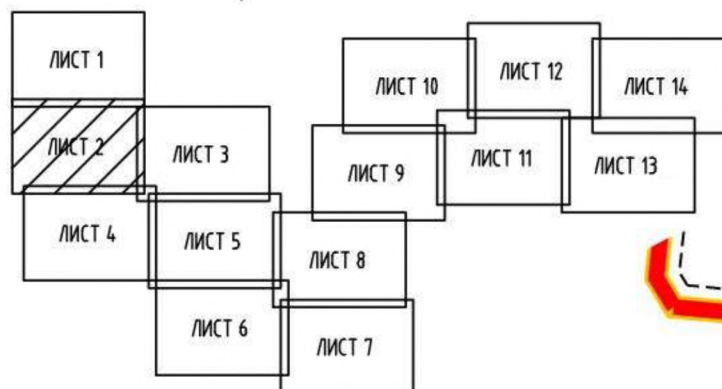 ЛИСТ 1
ЛИСТ 2
ЛИСТ 3
ЛИСТ 4
ЛИСТ 5
ЛИСТ 6
ЛИСТ 7
ЛИСТ 8
ЛИСТ 9
ЛИСТ 10
ЛИСТ 11
ЛИСТ 12
ЛИСТ 13
ЛИСТ 14